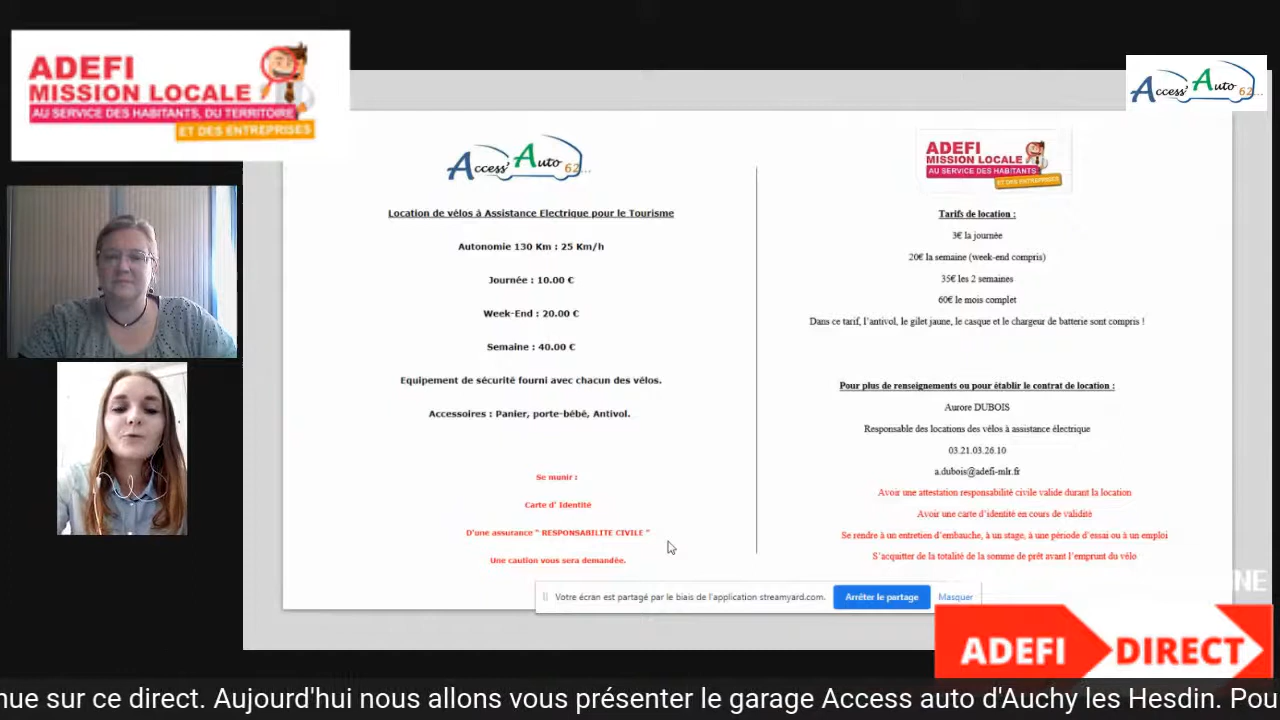 ADEFI
MISSION LOCALE
AU SERVICE DES HABITANTS, DU TERRITOIRE
ET DES ENTREPRISES
Access' Auto 62...
Access' Auto 62...
Location de vélos à Assistance Electrique pour le Tourisme
Autonomie 130 Km : 25 Km/h
Journée : 10.00 €
Week-End : 20.00 €
Semaine : 40.00 €
Equipement de sécurité fourni avec chacun des vélos.
Accessoires : Panier, porte-bébé, Antivol.
Se munir :
Carte d' Identité
D'une assurance " RESPONSABILITE CIVILE "
Une caution vous sera demandée.
ADEFI
MISSION LOCALE
AU SERVICE DES HABITANTS
ET DES ENTREPRISES
Tarifs de location :
3€ la journée
20€ la semaine (week-end compris)
35€ les 2 semaines
60€ le mois complet
Dans ce tarif, l'antivol, le gilet jaune, le casque et le chargeur de batterie sont compris !
Pour plus de renseignements ou pour établir le contrat de location :
Aurore DUBOIS
Responsable des locations des vélos à assistance électrique
03.21.03.26.10
a.dubois@adefi-mlr.fr
Avoir une attestation responsabilité civile valide durant la location
Avoir une carte d'identité en cours de validité
Se rendre à un entretien d'embauche, à un stage, à une période d'essai ou à un emploi
S'acquitter de la totalité de la somme de prêt avant l'emprunt du vélo
Votre écran est partagé par le biais de l'application streamyard.com.
Arrêter le partage
Masquer
NE
ADEFI DIRECT
nue sur ce direct. Aujourd'hui nous allons vous présenter le garage Access auto d'Auchy les Hesdin. Pou